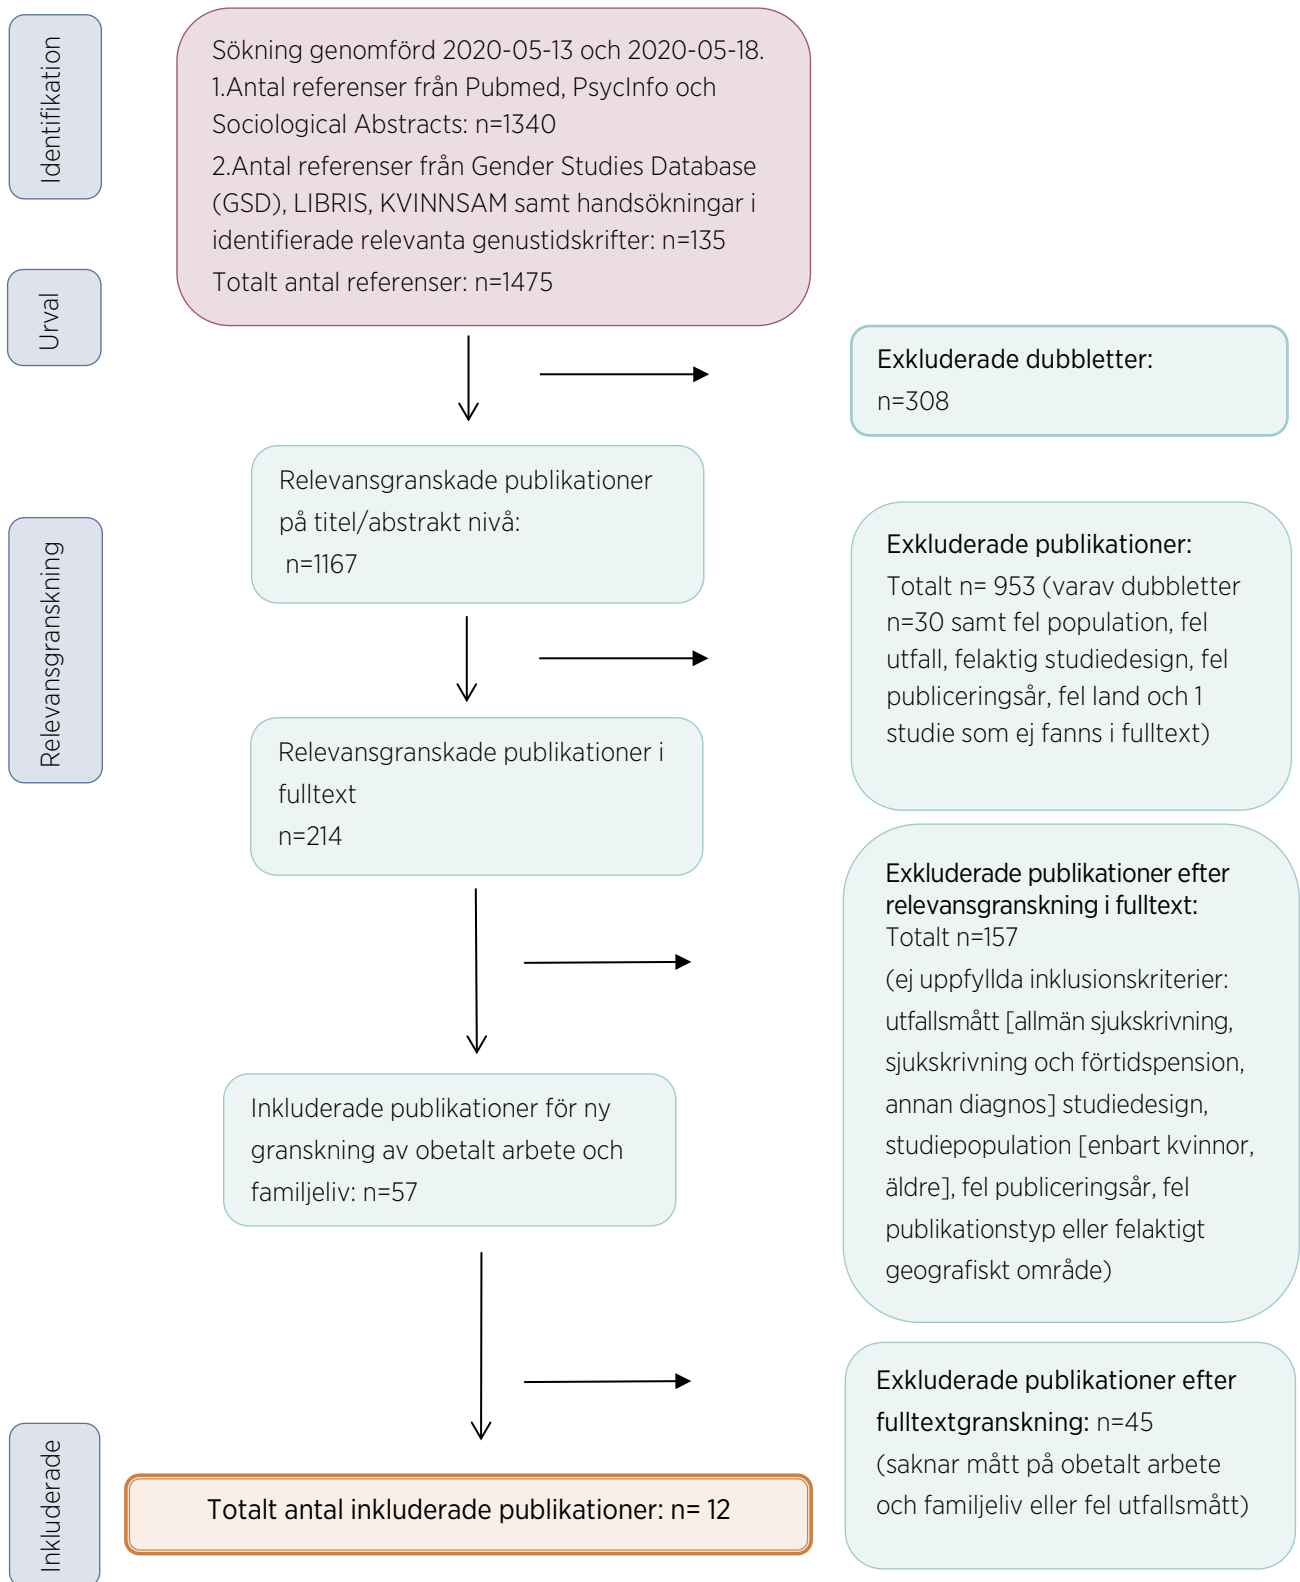 Identifikation
Sökning genomförd 2020-05-13 och 2020-05-18.
1.Antal referenser från Pubmed, PsycInfo och
Sociological Abstracts: n=1340
2.Antal referenser från Gender Studies Database
(GSD), LIBRIS, KVINNSAM samt handsökningar i
identifierade relevanta genustidskrifter: n=135
Totalt antal referenser: n=1475
Urval
Exkluderade dubbletter:
n=308
Relevansgranskade publikationer
på titel/abstrakt nivå:
n=1167
Relevansgranskning
Exkluderade publikationer:
Totalt n= 953 (varav dubbletter
n=30 samt fel population, fel
utfall, felaktig studiedesign, fel
publiceringsår, fel land och 1
studie som ej fanns i fulltext)
Relevansgranskade publikationer i
fulltext
n=214
Exkluderade publikationer efter
relevansgranskning i fulltext:
Totalt n=157
(ej uppfyllda inklusionskriterier:
utfallsmått [allmän sjukskrivning,
sjukskrivning och förtidspension,
annan diagnos] studiedesign,
studiepopulation [enbart kvinnor,
äldre], fel publiceringsår, fel
publikationstyp eller felaktigt
geografiskt område)
Inkluderade publikationer för ny
granskning av obetalt arbete och
familjeliv: n=57
Exkluderade publikationer efter
fulltextgranskning: n=45
(saknar mått på obetalt arbete
och familjeliv eller fel utfallsmått)
Inkluderade
Totalt antal inkluderade publikationer: n= 12